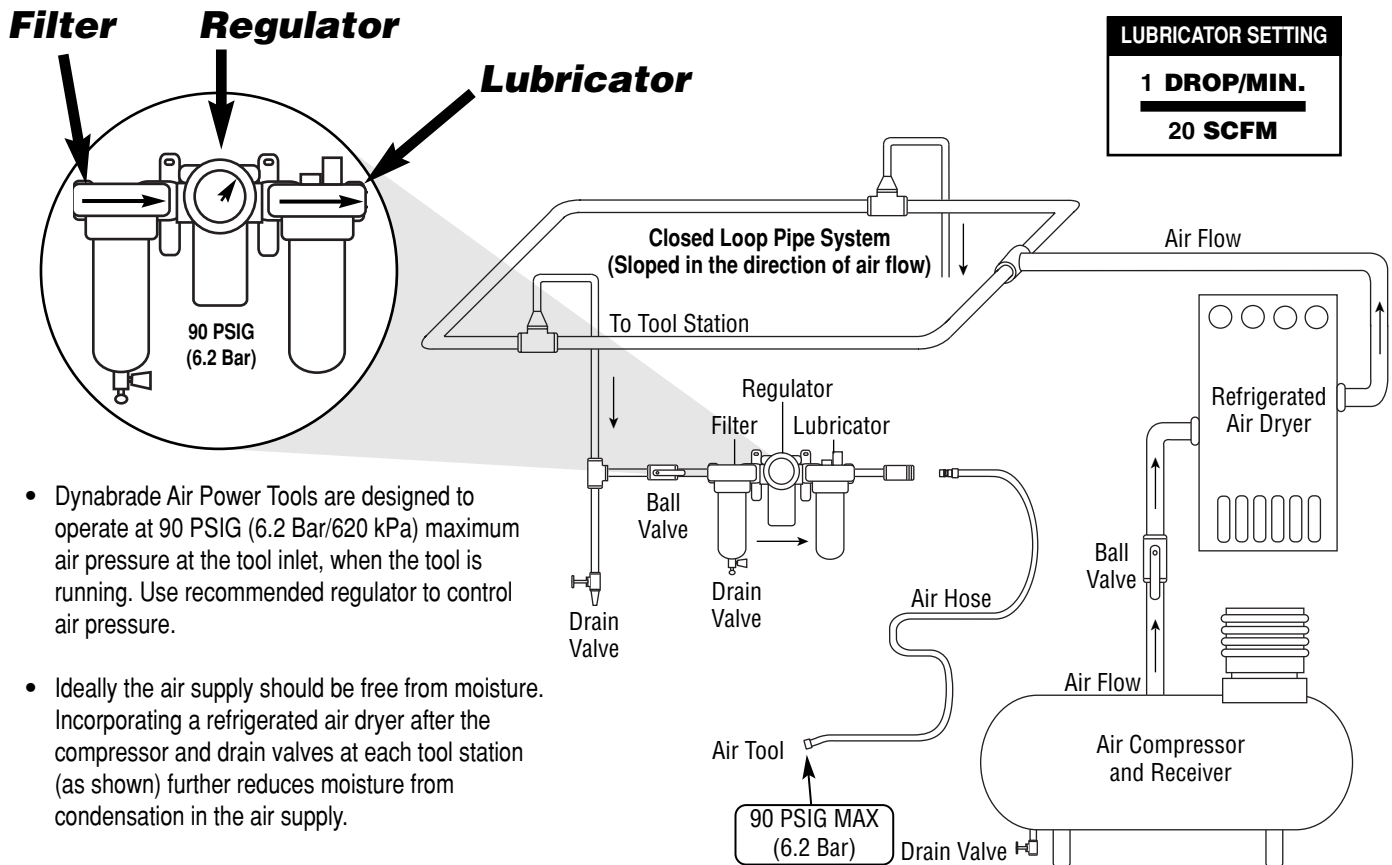 Filter
Regulator
Lubricator
LUBRICATOR SETTING
1 DROP/MIN.
20 SCFM
90 PSIG
(6.2 Bar)
Closed Loop Pipe System
(Sloped in the direction of air flow)
Air Flow
To Tool Station
Regulator
Filter
Lubricator
Refrigerated
Air Dryer
Ball
Valve
Drain
Valve
Drain
Valve
Air Hose
Ball
Valve
Air Flow
Air Compressor
and Receiver
Air Tool
90 PSIG MAX
(6.2 Bar)
Drain Valve
• Dynabrade Air Power Tools are designed to
operate at 90 PSIG (6.2 Bar/620 kPa) maximum
air pressure at the tool inlet, when the tool is
running. Use recommended regulator to control
air pressure.
• Ideally the air supply should be free from moisture.
Incorporating a refrigerated air dryer after the
compressor and drain valves at each tool station
(as shown) further reduces moisture from
condensation in the air supply.